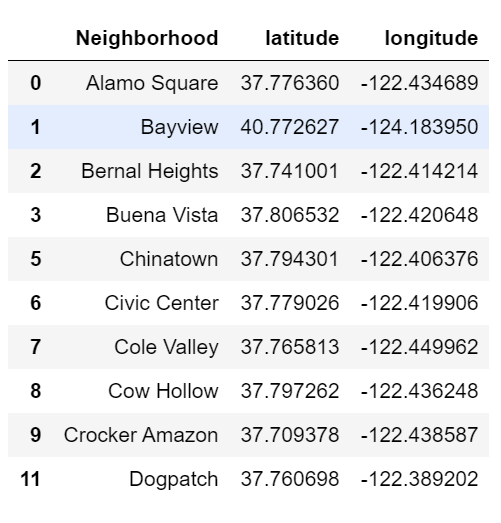 Neighborhood latitude longitude
0 Alamo Square 37.776360 -122.434689
1 Bayview 40.772627 -124.183950
2 Bernal Heights 37.741001 -122.414214
3 Buena Vista 37.806532 -122.420648
5 Chinatown 37.794301 -122.406376
6 Civic Center 37.779026 -122.419906
7 Cole Valley 37.765813 -122.449962
8 Cow Hollow 37.797262 -122.436248
9 Crocker Amazon 37.709378 -122.438587
11 Dogpatch 37.760698 -122.389202